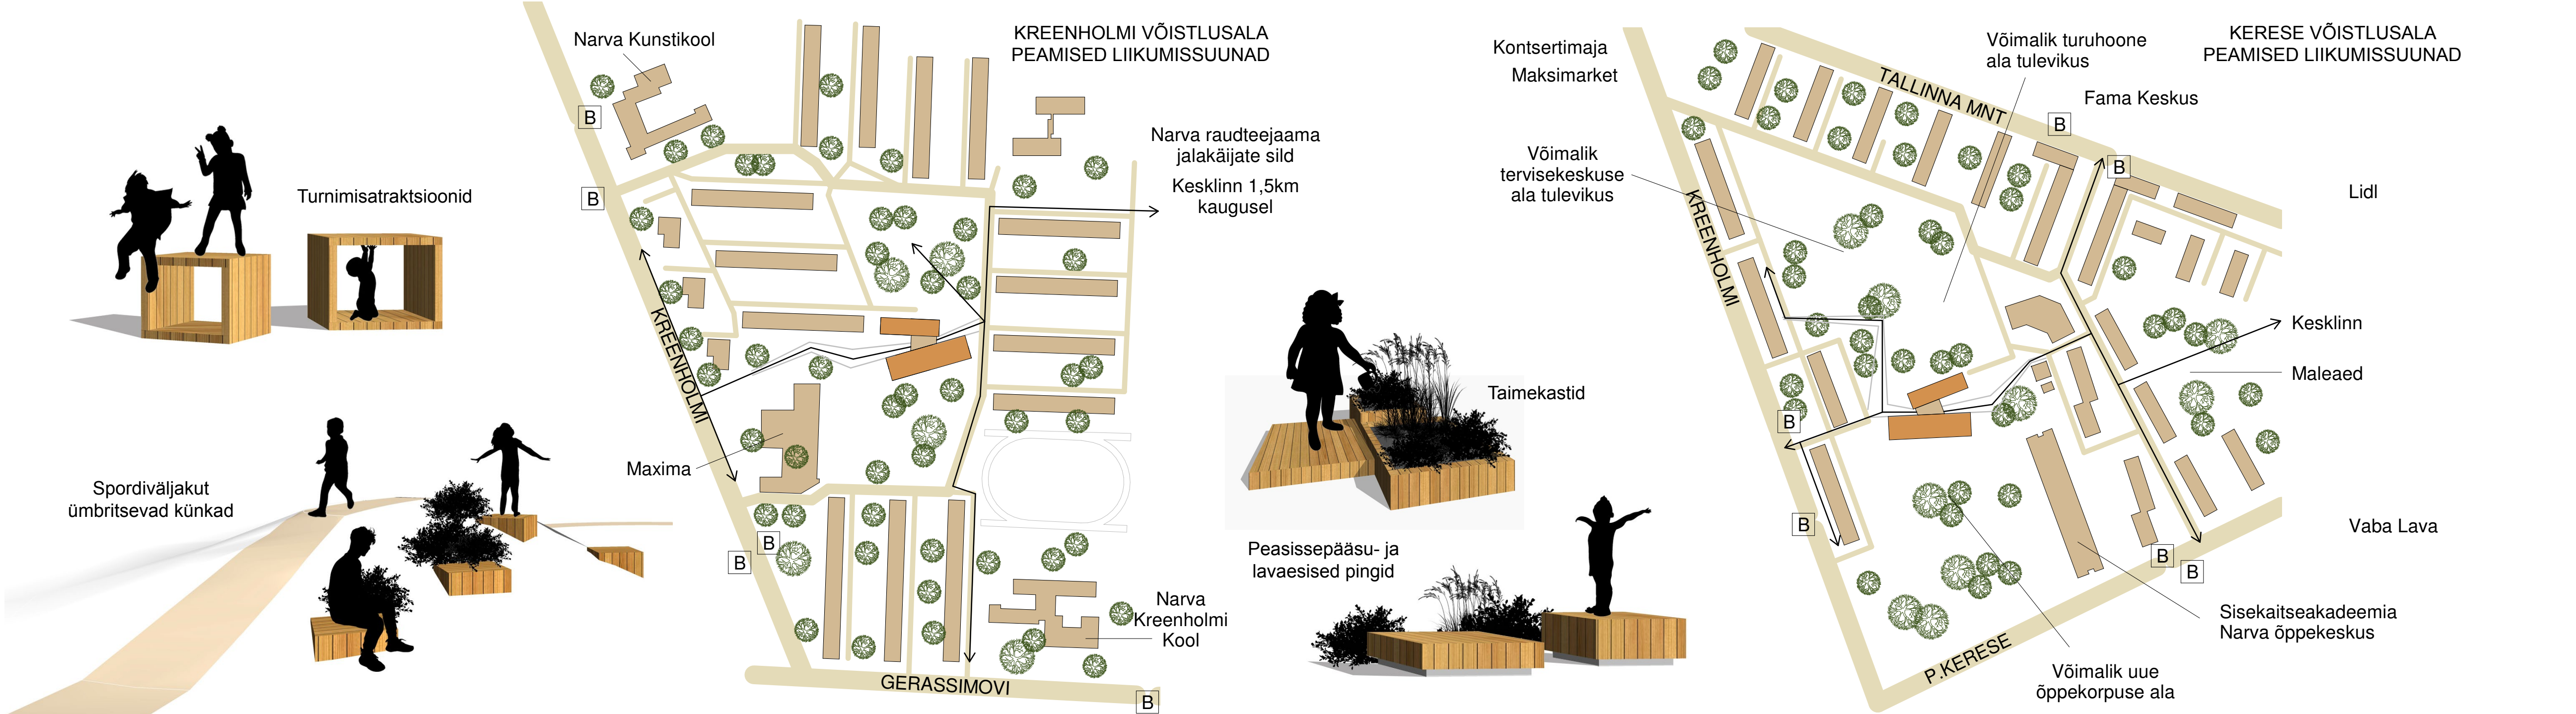 Turnimisatraktsioonid
Spordiväljakut
ümbritsevad künkad
KREENHOLMI VÕISTLUSALA
PEAMISED LIIKUMISSUUNAD
Narva Kunstikool
B
B
Narva raudteejaama
jalakäijate sild
Kesklinn 1,5km
kaugusel
KREENHOLMI
Maxima
B
B
Narva
Kreenholmi
Kool
GERASSIMOVI
B
Taimekastid
Peasissepääsu- ja
lavaesised pingid
KERESE VÕISTLUSALA
PEAMISED LIIKUMISSUUNAD
Kontsertimaja
Maksimarket
Võimalik turuhoone
ala tulevikus
TALLINNA MNT
Fama Keskus
B
B
Võimalik
tervisekeskuse
ala tulevikus
Lidl
KREENHOLMI
Kesklinn
Maleaed
B
B
Vaba Lava
B
B
Sisekaitseakadeemia
Narva õppekeskus
P.KERESE
Võimalik uue
õppekorpuse ala